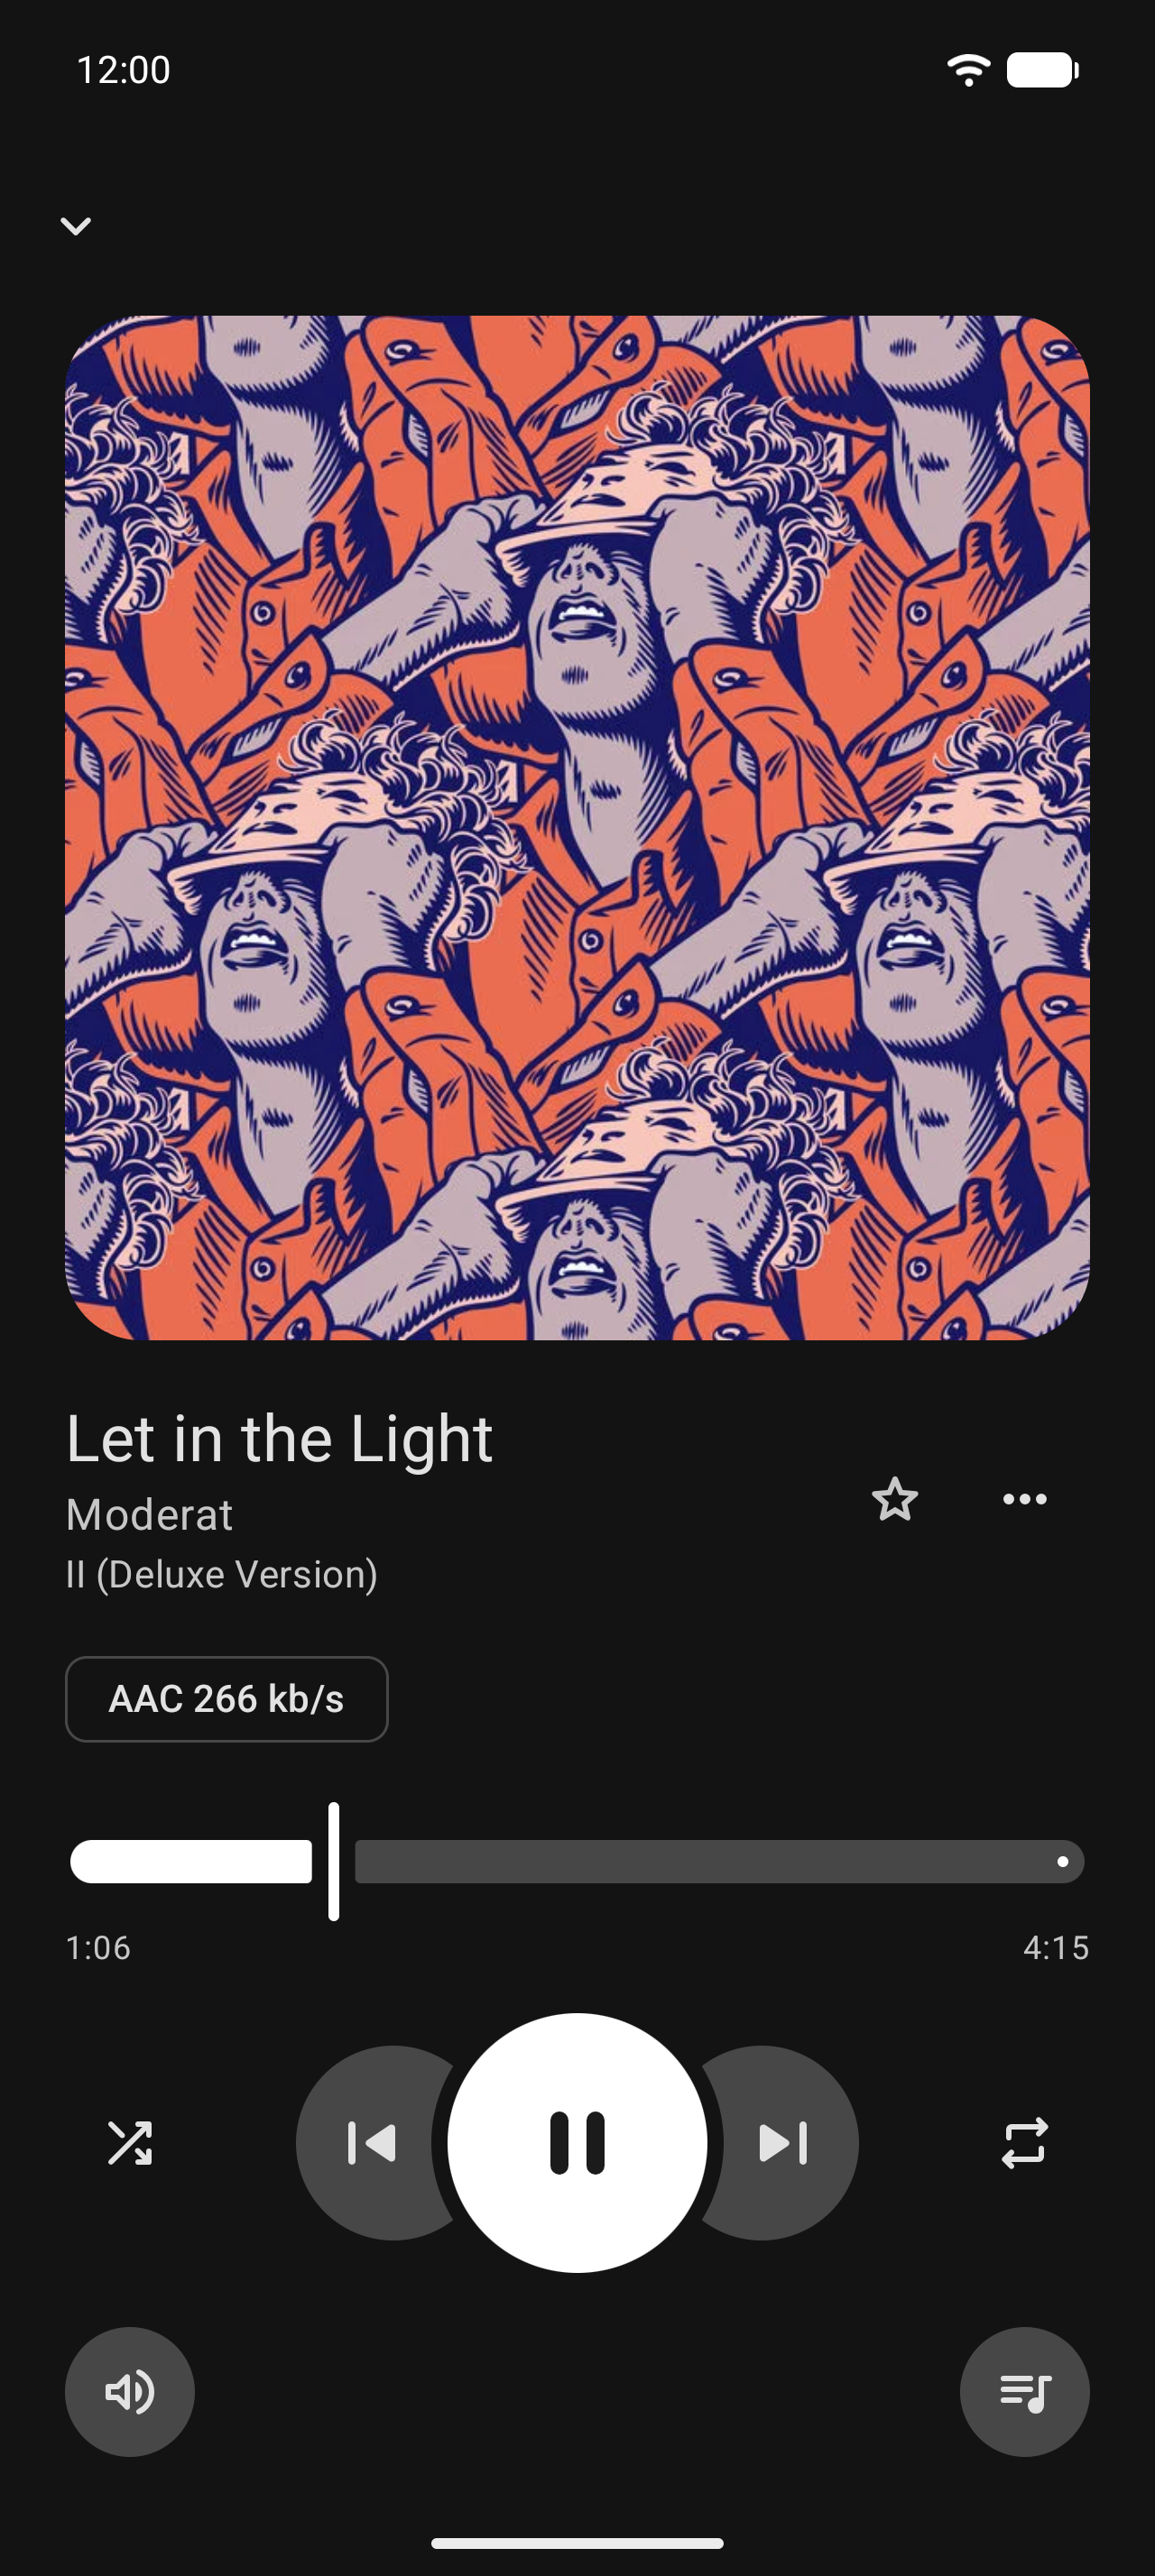 12:00
Let in the Light
Moderat
II (Deluxe Version)
AAC 266 kb/s
1:06
4:15